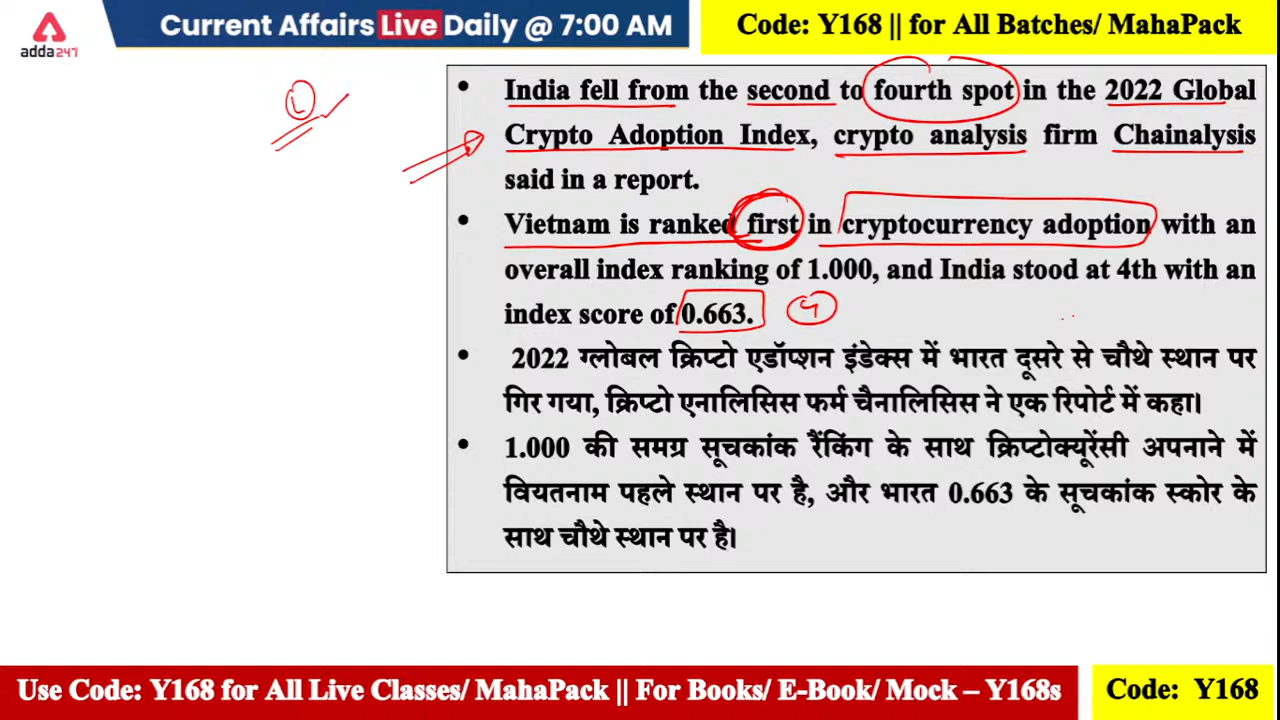 Current Affairs Live Daily @ 7:00 AM
Code: Y168 || for All Batches/ MahaPack
adda247
• India fell from the second to fourth spot in the 2022 Global
Crypto Adoption Index, crypto analysis firm Chainalysis
said in a report.
• Vietnam is ranked first in cryptocurrency adoption with an
overall index ranking of 1.000, and India stood at 4th with an
index score of 0.663.
• 2022 ग्लोबल क्रिप्टो एडॉप्शन इंडेक्स में भारत दूसरे से चौथे स्थान पर
गिर गया, क्रिप्टो एनालिसिस फर्म चैनालिसिस ने एक रिपोर्ट में कहा।
• 1.000 की समग्र सूचकांक रैंकिंग के साथ क्रिप्टोक्यूरेंसी अपनाने में
वियतनाम पहले स्थान पर है, और भारत 0.663 के सूचकांक स्कोर के
साथ चौथे स्थान पर है।
Use Code: Y168 for All Live Classes/ MahaPack || For Books/ E-Book/ Mock – Y168s
Code: Y168